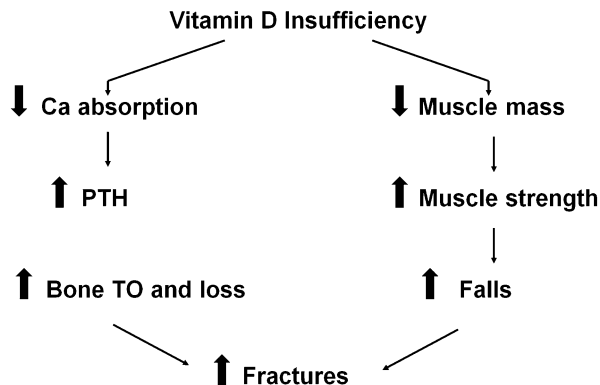 Vitamin D Insufficiency
Ca absorption
Muscle mass
PTH
Muscle strength
Bone TO and loss
Falls
Fractures